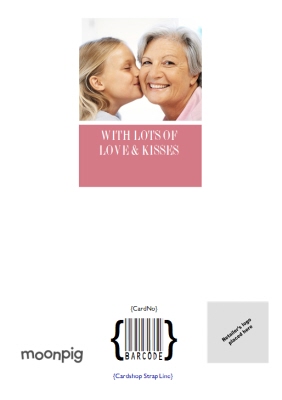 WITH LOTS OF
LOVE & KISSES
{CardNo}
{BARCODE}
Retailer's logo
placed here
moonpig
{Cardshop Strap Line}